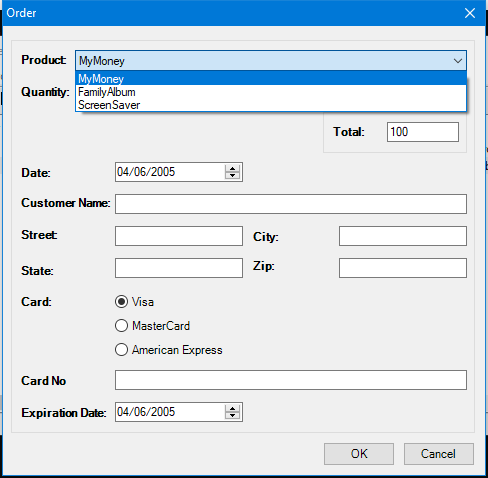 Order
Product: MyMoney
MyMoney
Quantity: FamilyAlbum
ScreenSaver
Total: 100
Date: 04/06/2005
Customer Name:
Street: City:
State: Zip:
Card: Visa
MasterCard
American Express
Card No
Expiration Date: 04/06/2005
OK Cancel